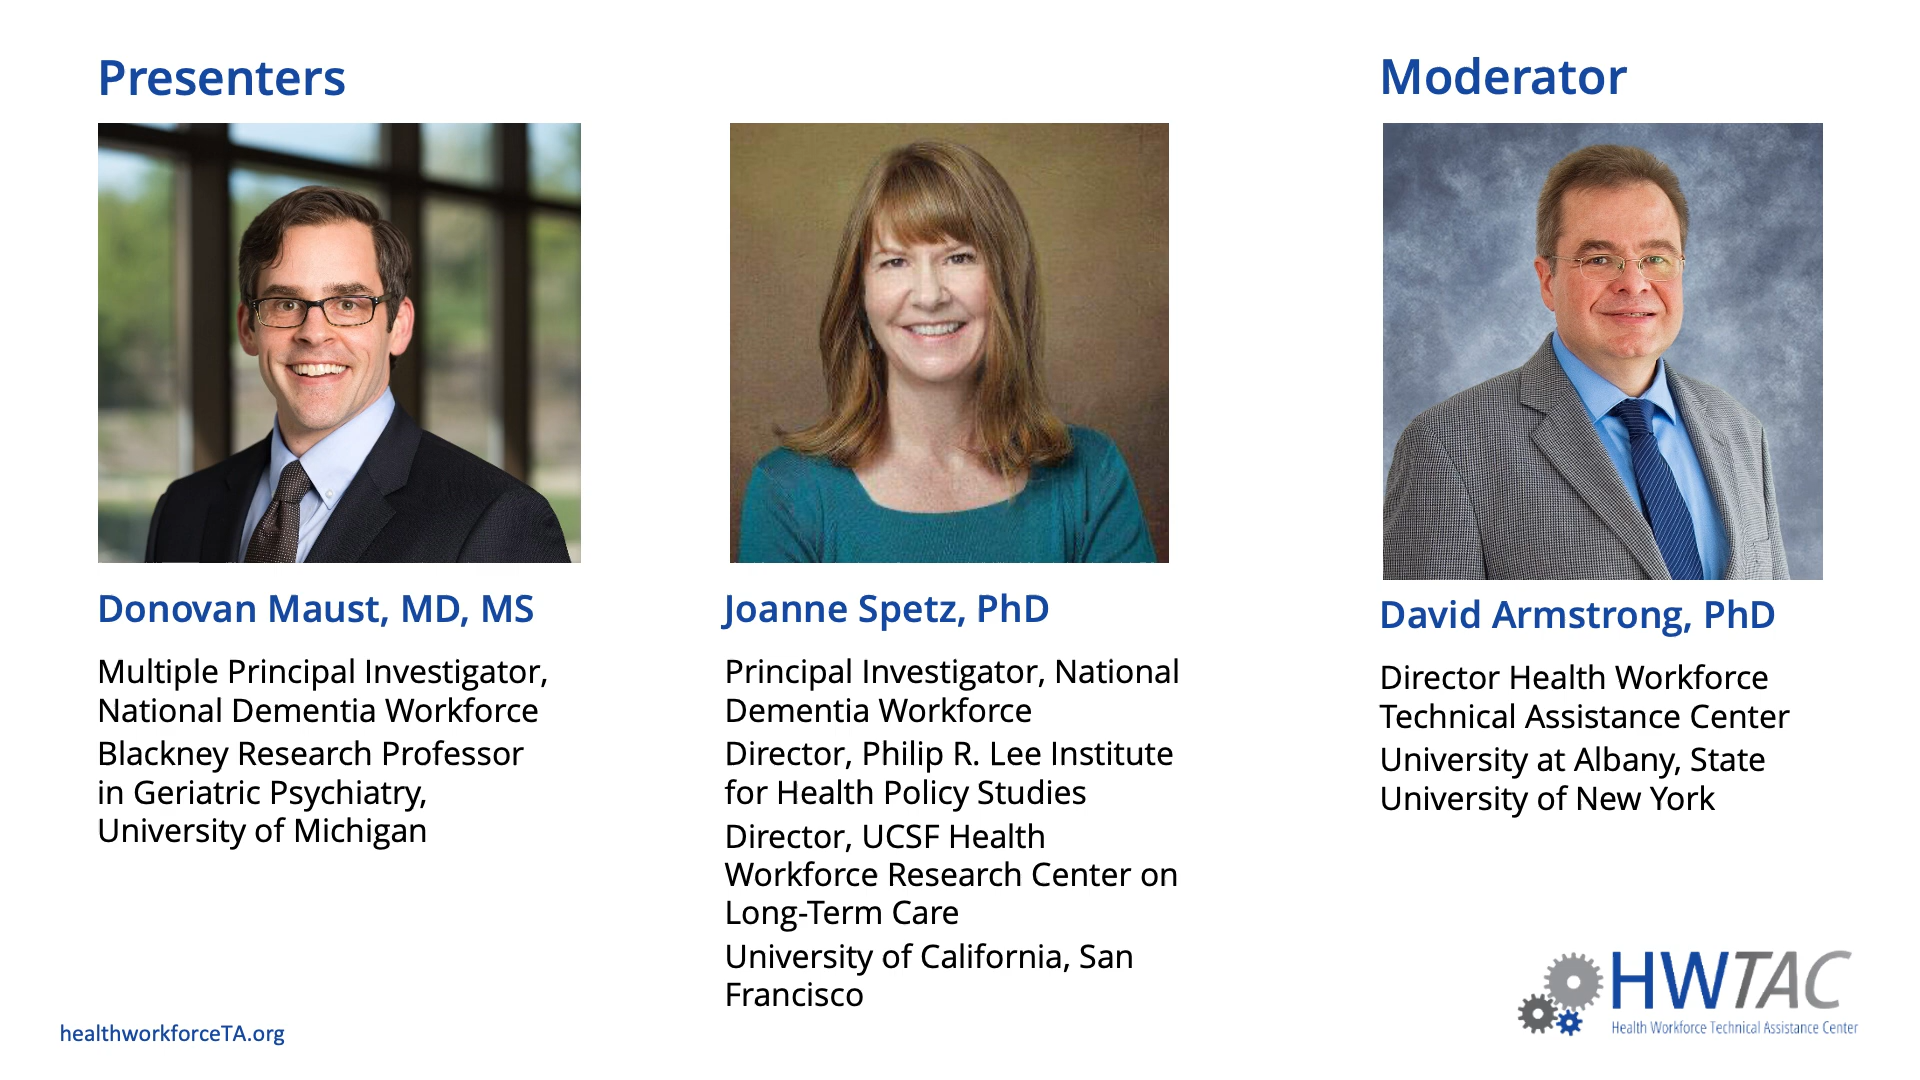 Presenters
Donovan Maust, MD, MS
Multiple Principal Investigator,
National Dementia Workforce
Blackney Research Professor
in Geriatric Psychiatry,
University of Michigan
Joanne Spetz, PhD
Principal Investigator, National
Dementia Workforce
Director, Philip R. Lee Institute
for Health Policy Studies
Director, UCSF Health
Workforce Research Center on
Long-Term Care
University of California, San
Francisco
Moderator
David Armstrong, PhD
Director Health Workforce
Technical Assistance Center
University at Albany, State
University of New York
healthworkforceTA.org
HWTAC
Health Workforce Technical Assistance Center